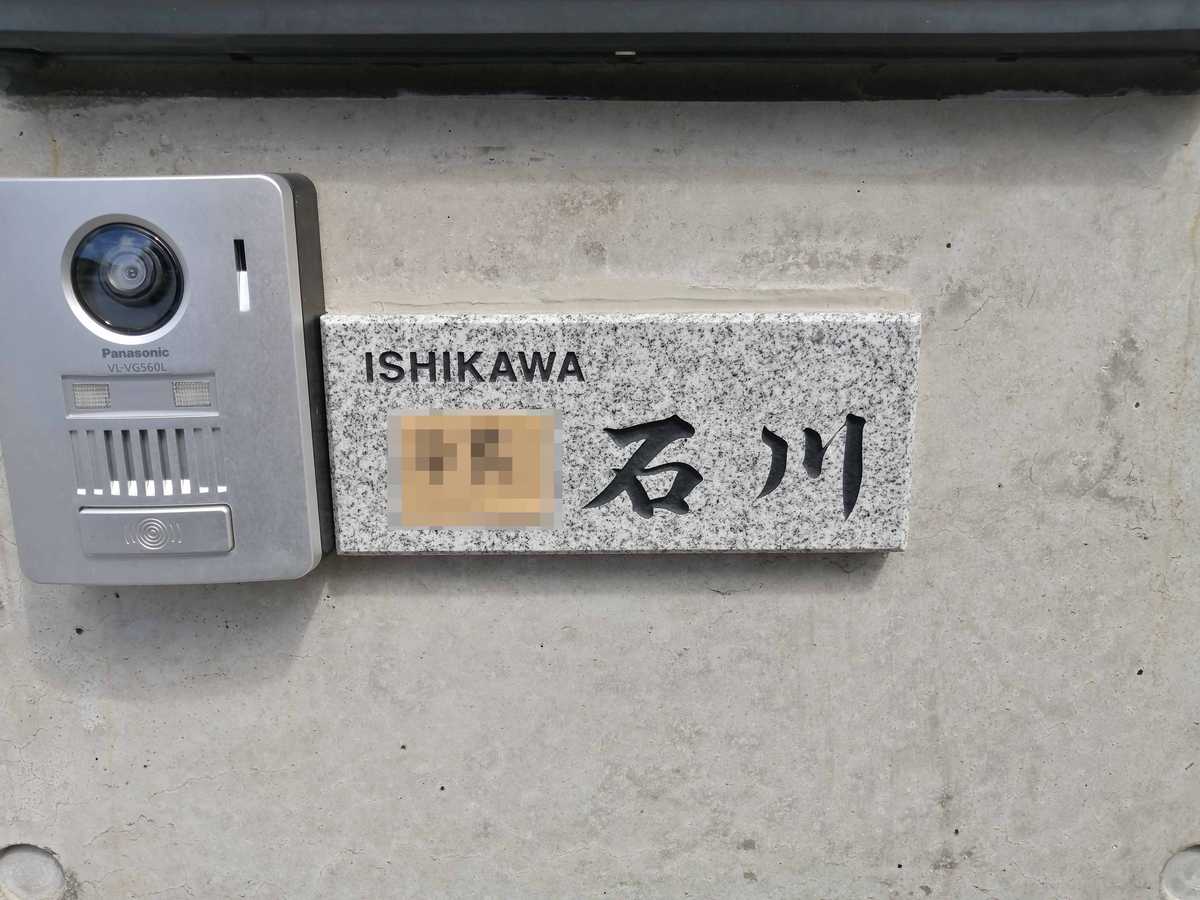 Panasonic
VL-VG560L
ISHIKAWA
石川